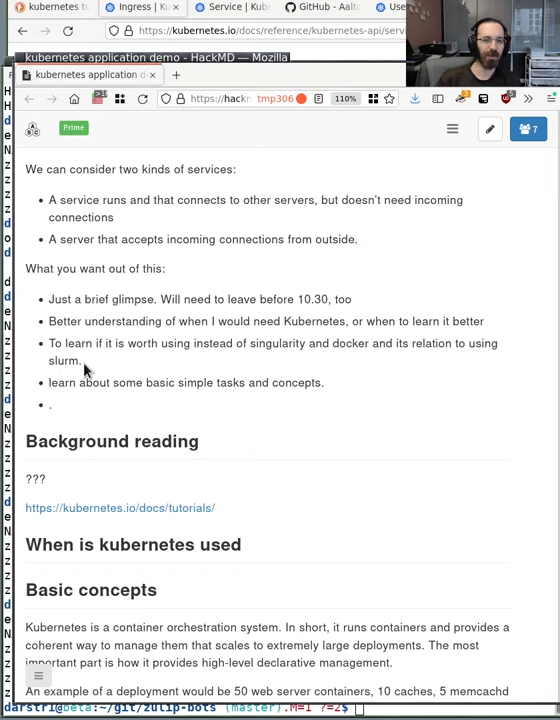 kubernetes tu
Ingress | K
Service | Kub
GitHub - Aalt
Use
https://kubernetes.io/docs/reference/kubernetes-api/serv
kubernetes application demo - HackMD — Mozilla
kubernetes application d
https://hackm
tmp306
110%
Prime
7
We can consider two kinds of services:
A service runs and that connects to other servers, but doesn't need incoming
connections
A server that accepts incoming connections from outside.
What you want out of this:
Just a brief glimpse. Will need to leave before 10.30, too
Better understanding of when I would need Kubernetes, or when to learn it better
To learn if it is worth using instead of singularity and docker and its relation to using
slurm.
learn about some basic simple tasks and concepts.
.
Background reading
???
https://kubernetes.io/docs/tutorials/
When is kubernetes used
Basic concepts
Kubernetes is a container orchestration system. In short, it runs containers and provides a
coherent way to manage them that scales to extremely large deployments. The most
important part is how it provides high-level declarative management.
An example of a deployment would be 50 web server containers, 10 caches, 5 memcachd
darst1@beta:~/git/zulip-bots (master).M=1 ?=2$